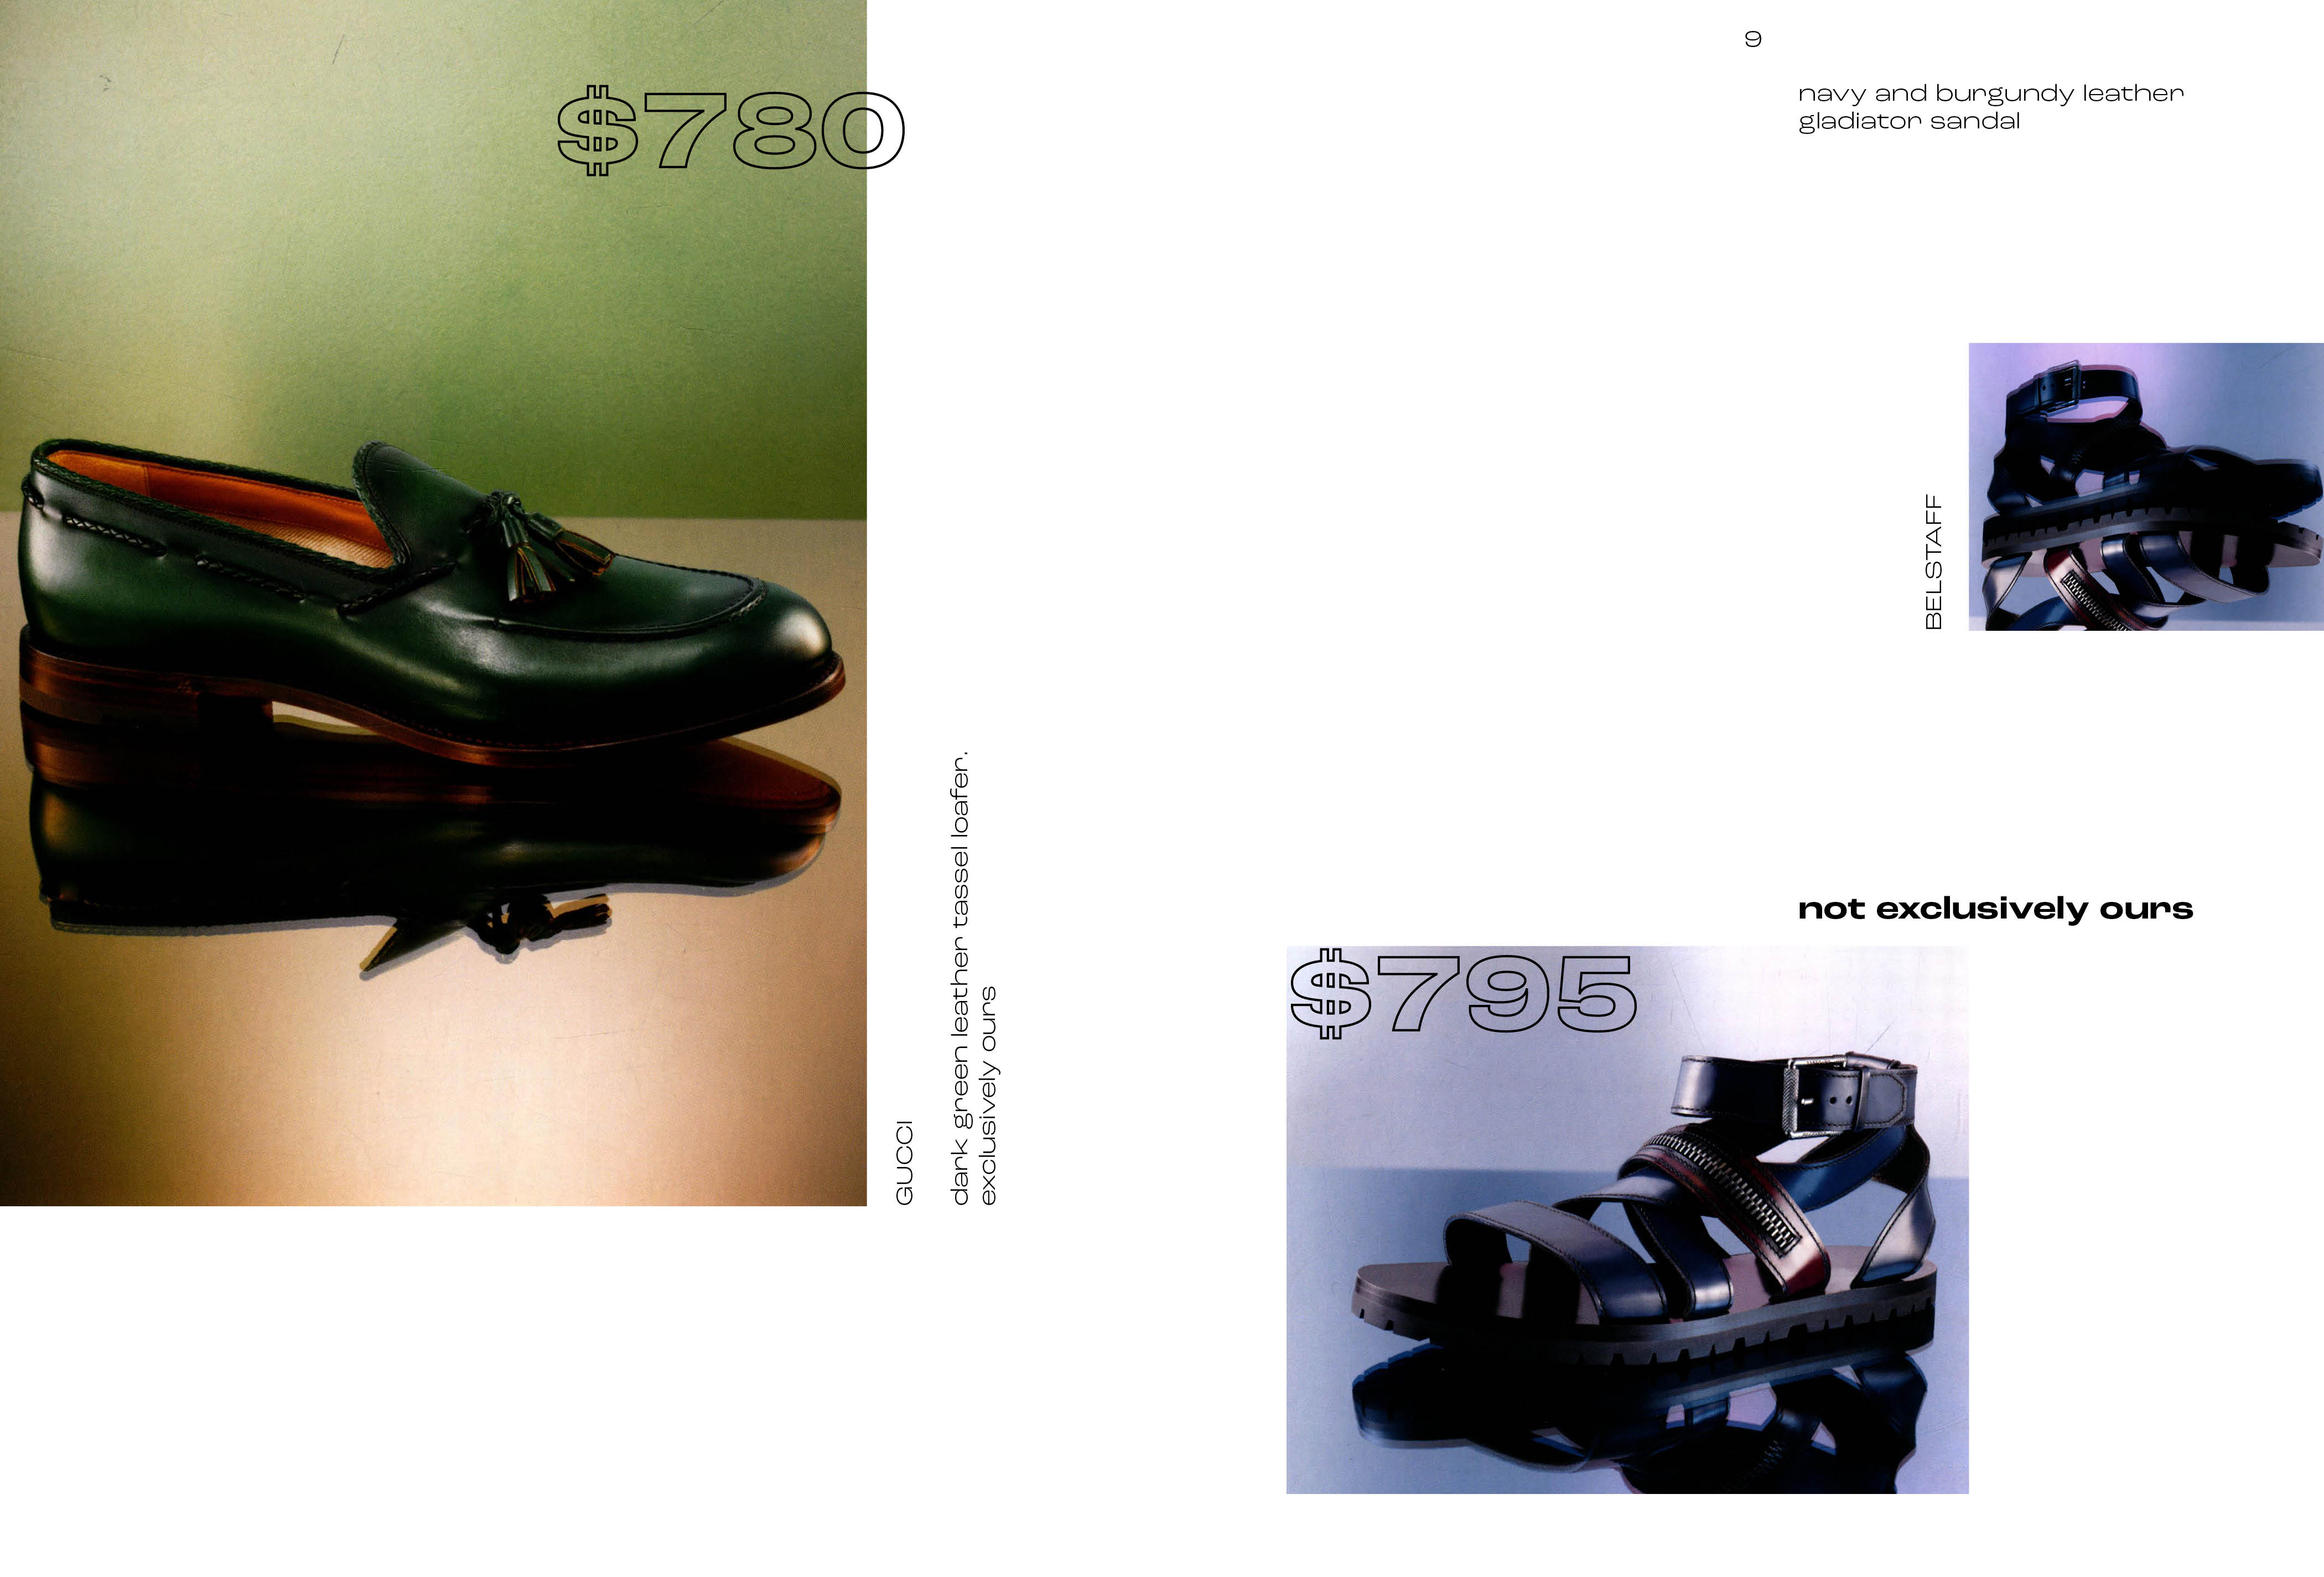 $780
GUCCI
dark green leather tassel loafer.
exclusively ours
9
navy and burgundy leather
gladiator sandal
BELSTAFF
not exclusively ours
$795